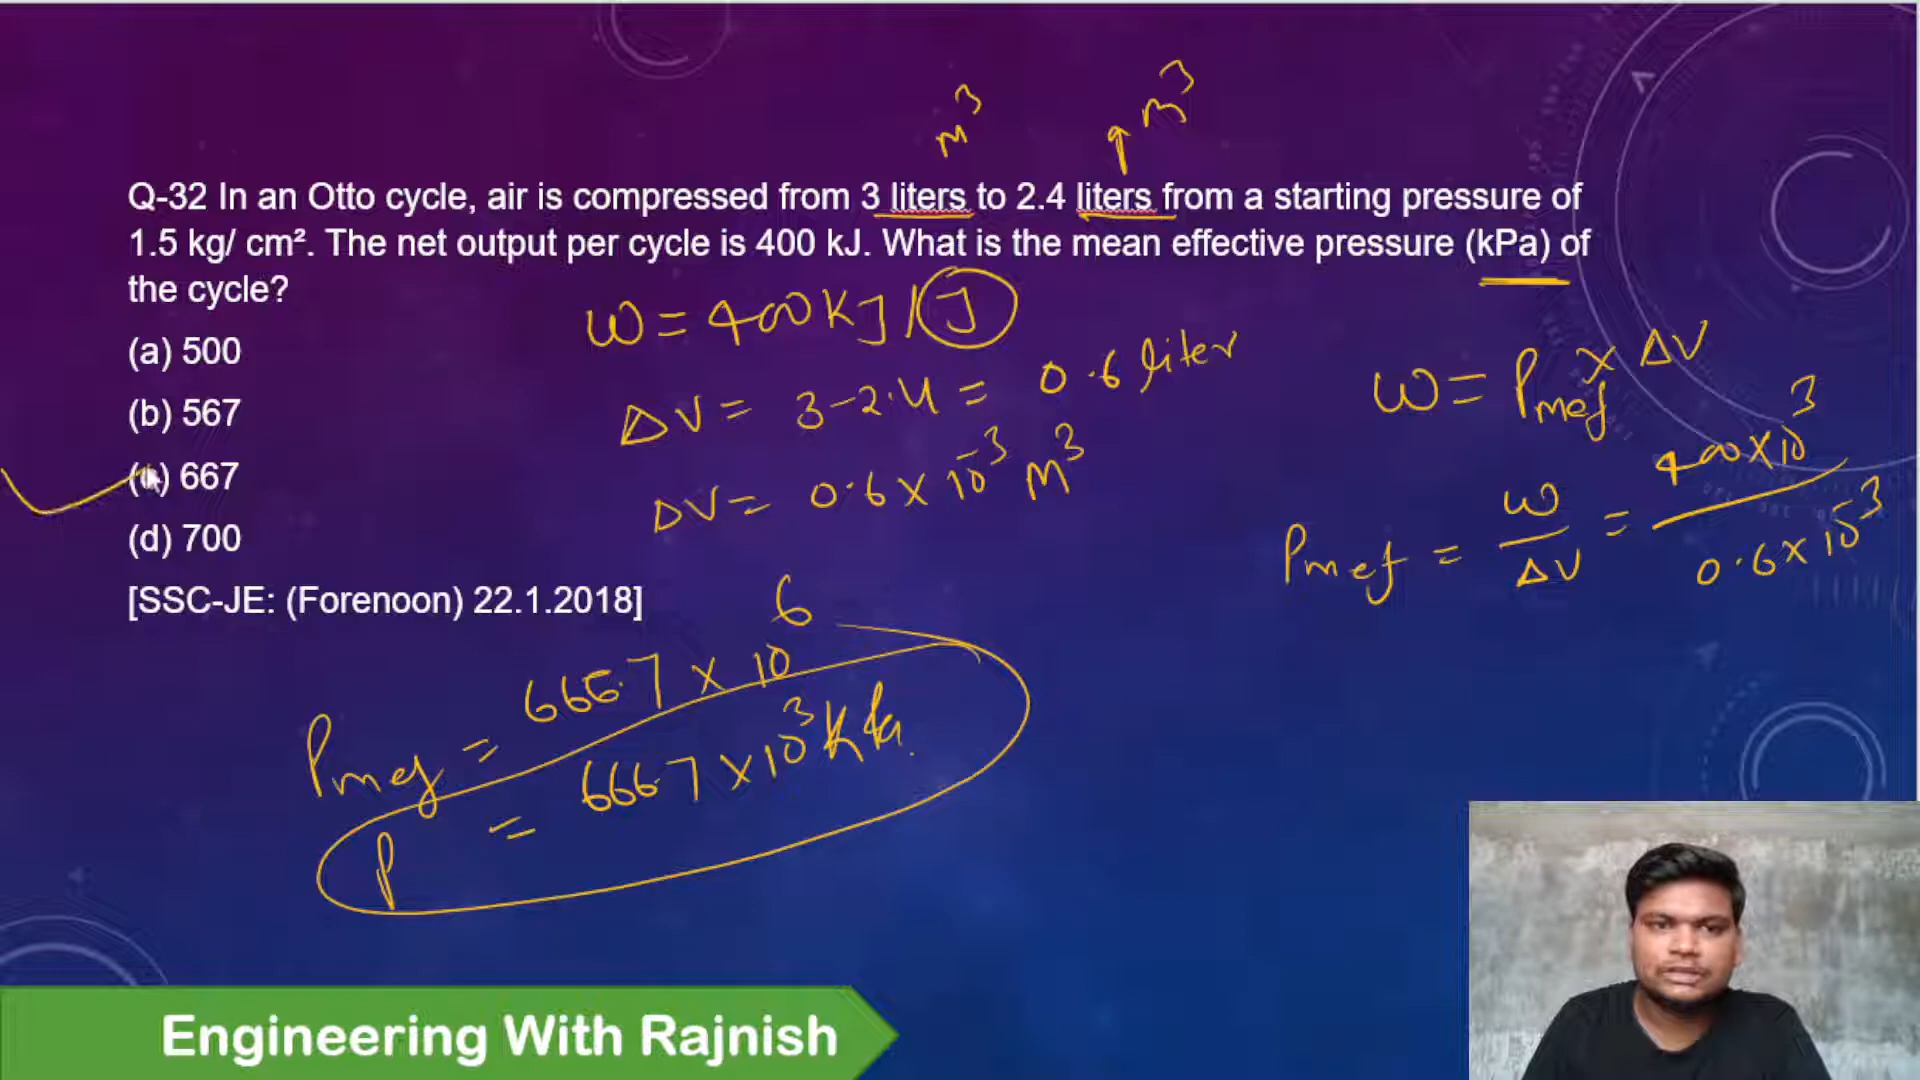 m³ m³
Q-32 In an Otto cycle, air is compressed from 3 liters to 2.4 liters from a starting pressure of
1.5 kg/ cm². The net output per cycle is 400 kJ. What is the mean effective pressure (kPa) of
the cycle?
(a) 500
(b) 567
(c) 667
(d) 700
[SSC-JE: (Forenoon) 22.1.2018]
W = 400 KJ / J
ΔV = 3-2.4 = 0.6 liter
ΔV = 0.6 × 10⁻³ m³
W = Pmef × ΔV
Pmef = W/ΔV = 400×10³/0.6×10⁻³
Pmef = 666.7 × 10⁶
P = 666.7 × 10³ KPa.
Engineering With Rajnish